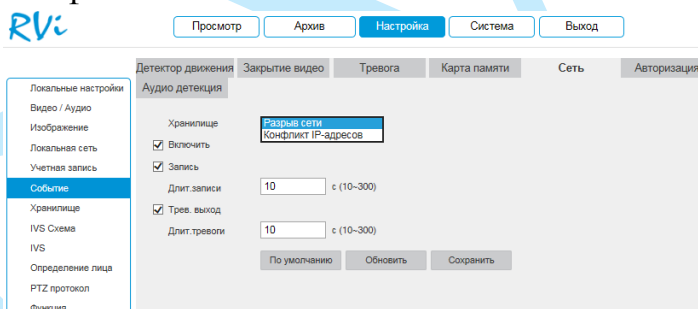 RVi
Просмотр Архив Настройка Система Выход
Детектор движения Закрытие видео Тревога Карта памяти Сеть Авторизация
Аудио детекция
Локальные настройки
Видео / Аудио
Изображение
Локальная сеть
Учетная запись
Событие
Хранилище
IVS Схема
IVS
Определение лица
PTZ протокол
Функция
Хранилище Разрыв сети
Конфликт IP-адресов
Включить
Запись
Длит.записи 10 с (10~300)
Трев. выход
Длит.тревоги 10 с (10~300)
По умолчанию Обновить Сохранить